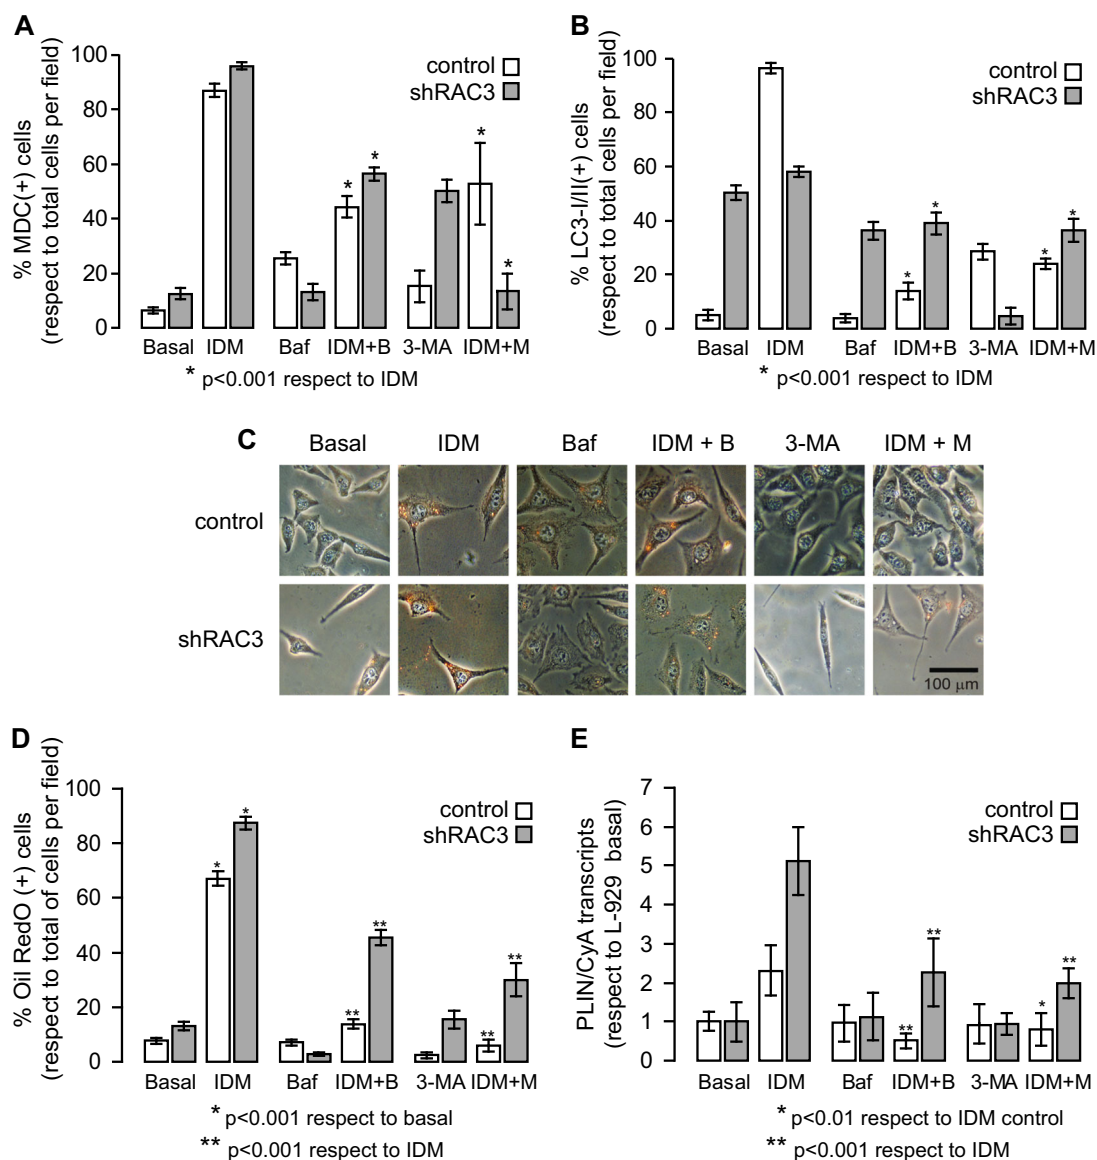 A
% MDC(+) cells
(respect to total cells per field)
100
80
60
40
20
0
control
shRAC3
* *
* *
Basal IDM Baf IDM+B 3-MA IDM+M
* p<0.001 respect to IDM
B
% LC3-I/II(+) cells
(respect to total cells per field)
100
80
60
40
20
0
control
shRAC3
* *
* *
Basal IDM Baf IDM+B 3-MA IDM+M
* p<0.001 respect to IDM
C
Basal IDM Baf IDM + B 3-MA IDM + M
control
shRAC3
100 μm
D
% Oil RedO (+) cells
(respect to total of cells per field)
100
80
60
40
20
0
control
shRAC3
* *
** **
** **
Basal IDM Baf IDM+B 3-MA IDM+M
* p<0.001 respect to basal
** p<0.001 respect to IDM
E
PLIN/CyA transcripts
(respect to L-929 basal)
7
6
5
4
3
2
1
0
control
shRAC3
** **
* **
Basal IDM Baf IDM+B 3-MA IDM+M
* p<0.01 respect to IDM control
** p<0.001 respect to IDM